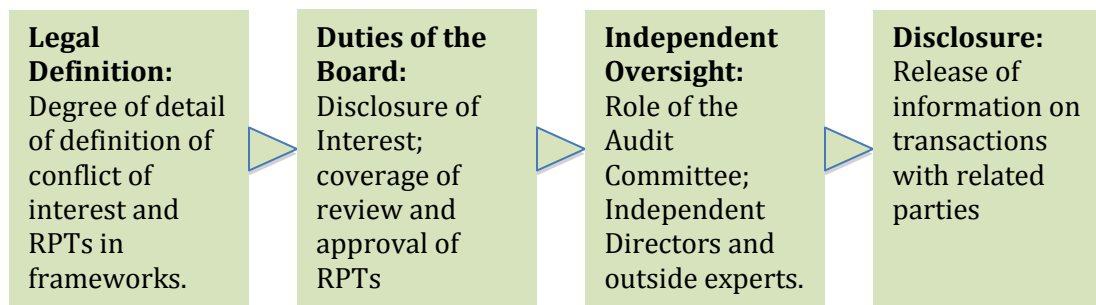 Legal
Definition:
Degree of detail
of definition of
conflict of
interest and
RPTs in
frameworks.
Duties of the
Board:
Disclosure of
Interest;
coverage of
review and
approval of
RPTs
Independent
Oversight:
Role of the
Audit
Committee;
Independent
Directors and
outside experts.
Disclosure:
Release of
information on
transactions
with related
parties